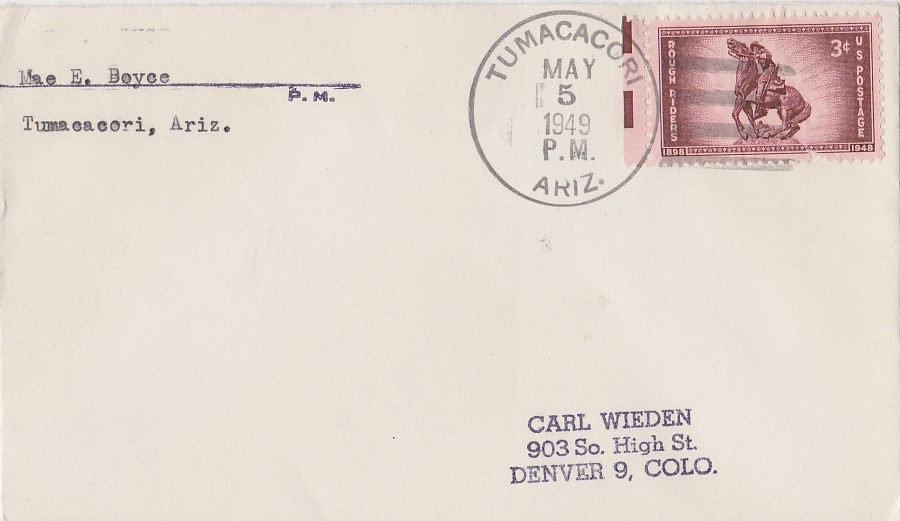 Mae E. Boyce
P.M.
Tumacacori, Ariz.
TUMACACORI
MAY
5
1949
P.M.
ARIZ.
ROUGH RIDERS
3¢
U S POSTAGE
1898
1948
CARL WIEDEN
903 So. High St.
DENVER 9, COLO.